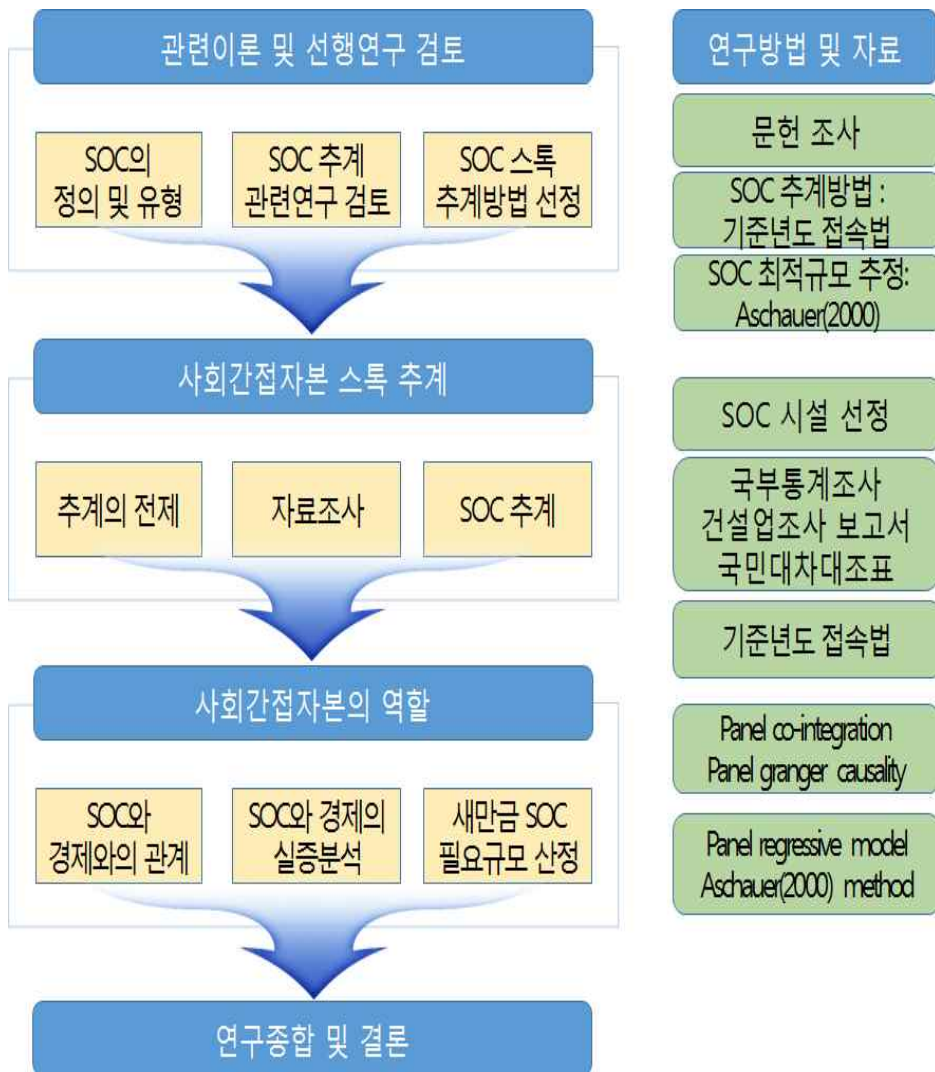 관련이론 및 선행연구 검토
SOC의
정의 및 유형
SOC 추계
관련연구 검토
SOC 스톡
추계방법 선정
사회간접자본 스톡 추계
추계의 전제
자료조사
SOC 추계
사회간접자본의 역할
SOC와
경제와의 관계
SOC와 경제의
실증분석
새만금 SOC
필요규모 산정
연구종합 및 결론
연구방법 및 자료
문헌 조사
SOC 추계방법 :
기준년도 접속법
SOC 최적규모 추정:
Aschauer(2000)
SOC 시설 선정
국부통계조사
건설업조사 보고서
국민대차대조표
기준년도 접속법
Panel co-integration
Panel granger causality
Panel regressive model
Aschauer(2000) method